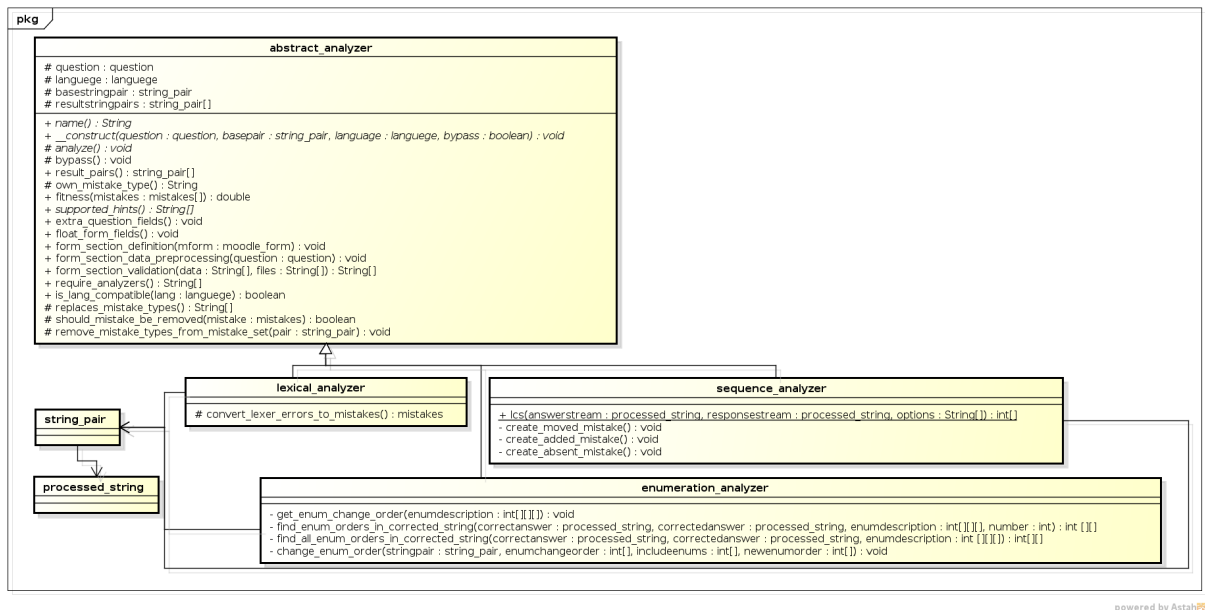 pkg
abstract_analyzer
# question : question
# languege : languege
# basestringpair : string_pair
# resultstringpairs : string_pair[]
+ name() : String
+ __construct(question : question, basepair : string_pair, language : languege, bypass : boolean) : void
# analyze() : void
# bypass() : void
+ result_pairs() : string_pair[]
# own_mistake_type() : String
+ fitness(mistakes : mistakes[]) : double
+ supported_hints() : String[]
+ extra_question_fields() : void
+ float_form_fields() : void
+ form_section_definition(mform : moodle_form) : void
+ form_section_data_preprocessing(question : question) : void
+ form_section_validation(data : String[], files : String[]) : String[]
+ require_analyzers() : String[]
+ is_lang_compatible(lang : languege) : boolean
# replaces_mistake_types() : String[]
# should_mistake_be_removed(mistake : mistakes) : boolean
# remove_mistake_types_from_mistake_set(pair : string_pair) : void
lexical_analyzer
# convert_lexer_errors_to_mistakes() : mistakes
sequence_analyzer
+ lcs(answerstream : processed_string, responsestream : processed_string, options : String[]) : int[]
- create_moved_mistake() : void
- create_added_mistake() : void
- create_absent_mistake() : void
string_pair
processed_string
enumeration_analyzer
- get_enum_change_order(enumdescription : int[][][]) : void
- find_enum_orders_in_corrected_string(correctanswer : processed_string, correctedanswer : processed_string, enumdescription : int[][][], number : int) : int [][]
- find_all_enum_orders_in_corrected_string(correctanswer : processed_string, correctedanswer : processed_string, enumdescription : int [][][]) : int[][]
- change_enum_order(stringpair : string_pair, enumchangeorder : int[], includeenums : int[], newenumorder : int[]) : void
powered by Astah